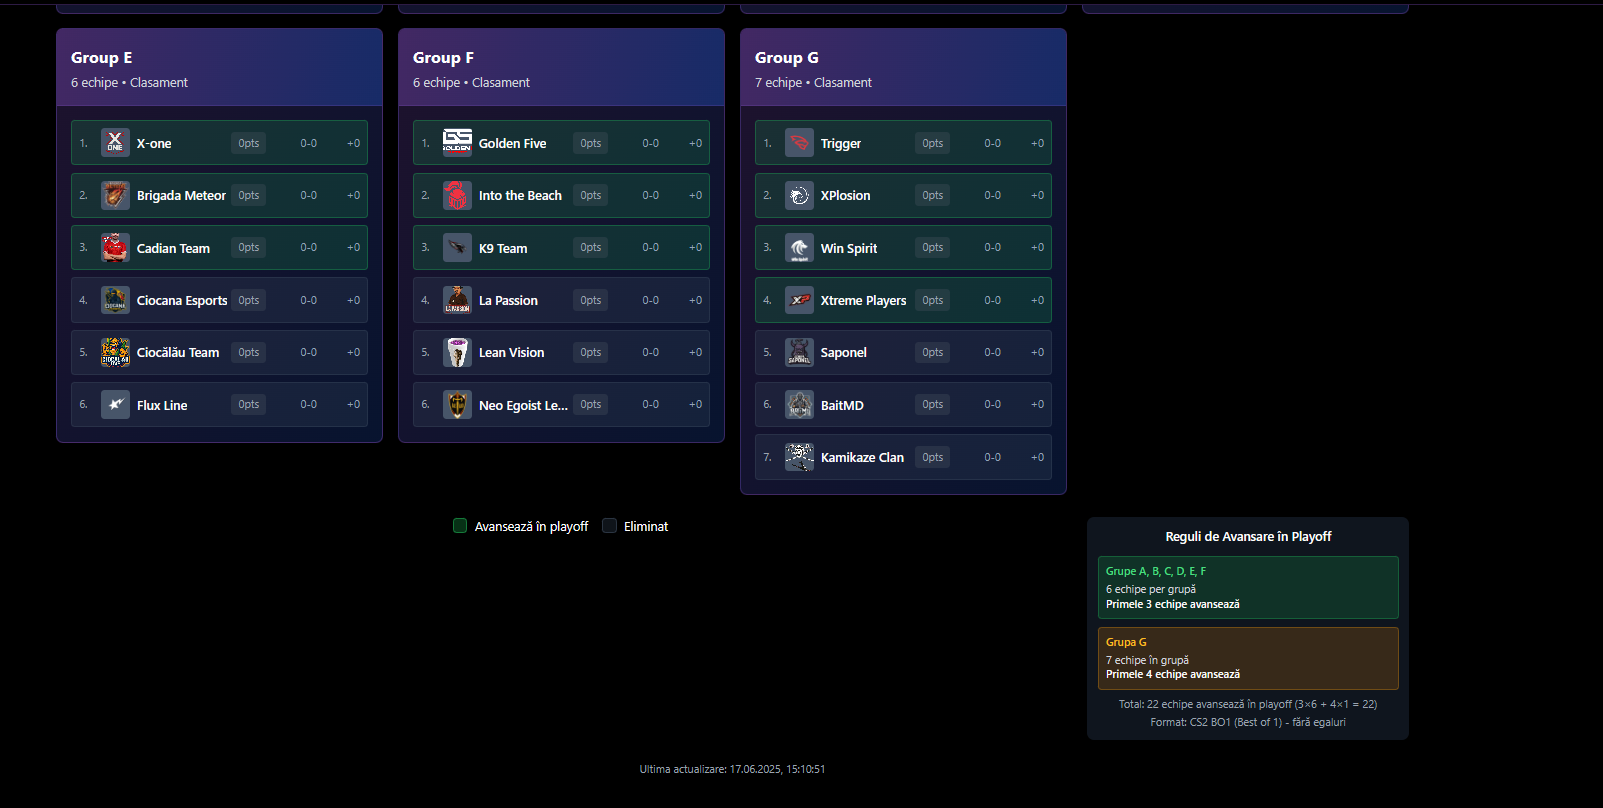 Group E
6 echipe • Clasament
1. X-one 0pts 0-0 +0
2. Brigada Meteor 0pts 0-0 +0
3. Cadian Team 0pts 0-0 +0
4. Ciocana Esports 0pts 0-0 +0
5. Ciocălău Team 0pts 0-0 +0
6. Flux Line 0pts 0-0 +0
Group F
6 echipe • Clasament
1. Golden Five 0pts 0-0 +0
2. Into the Beach 0pts 0-0 +0
3. K9 Team 0pts 0-0 +0
4. La Passion 0pts 0-0 +0
5. Lean Vision 0pts 0-0 +0
6. Neo Egoist Le... 0pts 0-0 +0
Group G
7 echipe • Clasament
1. Trigger 0pts 0-0 +0
2. XPlosion 0pts 0-0 +0
3. Win Spirit 0pts 0-0 +0
4. Xtreme Players 0pts 0-0 +0
5. Saponel 0pts 0-0 +0
6. BaitMD 0pts 0-0 +0
7. Kamikaze Clan 0pts 0-0 +0
Avansează în playoff
Eliminat
Reguli de Avansare în Playoff
Grupe A, B, C, D, E, F
6 echipe per grupă
Primele 3 echipe avansează
Grupa G
7 echipe în grupă
Primele 4 echipe avansează
Total: 22 echipe avansează în playoff (3×6 + 4×1 = 22)
Format: CS2 BO1 (Best of 1) - fără egaluri
Ultima actualizare: 17.06.2025, 15:10:51